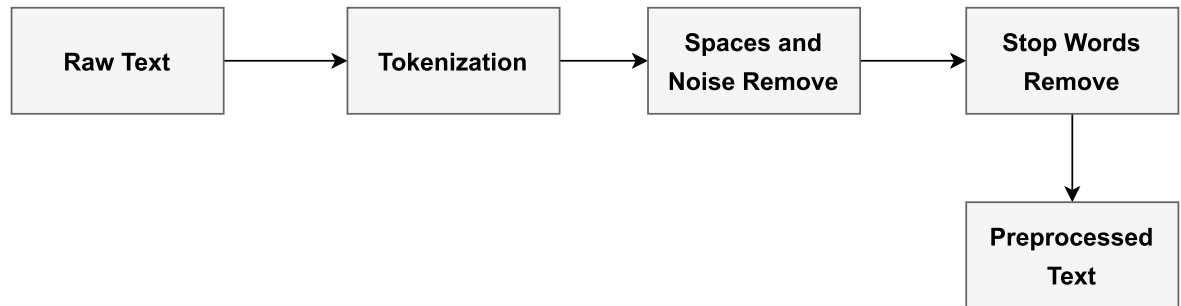 Raw Text
Tokenization
Spaces and
Noise Remove
Stop Words
Remove
Preprocessed
Text